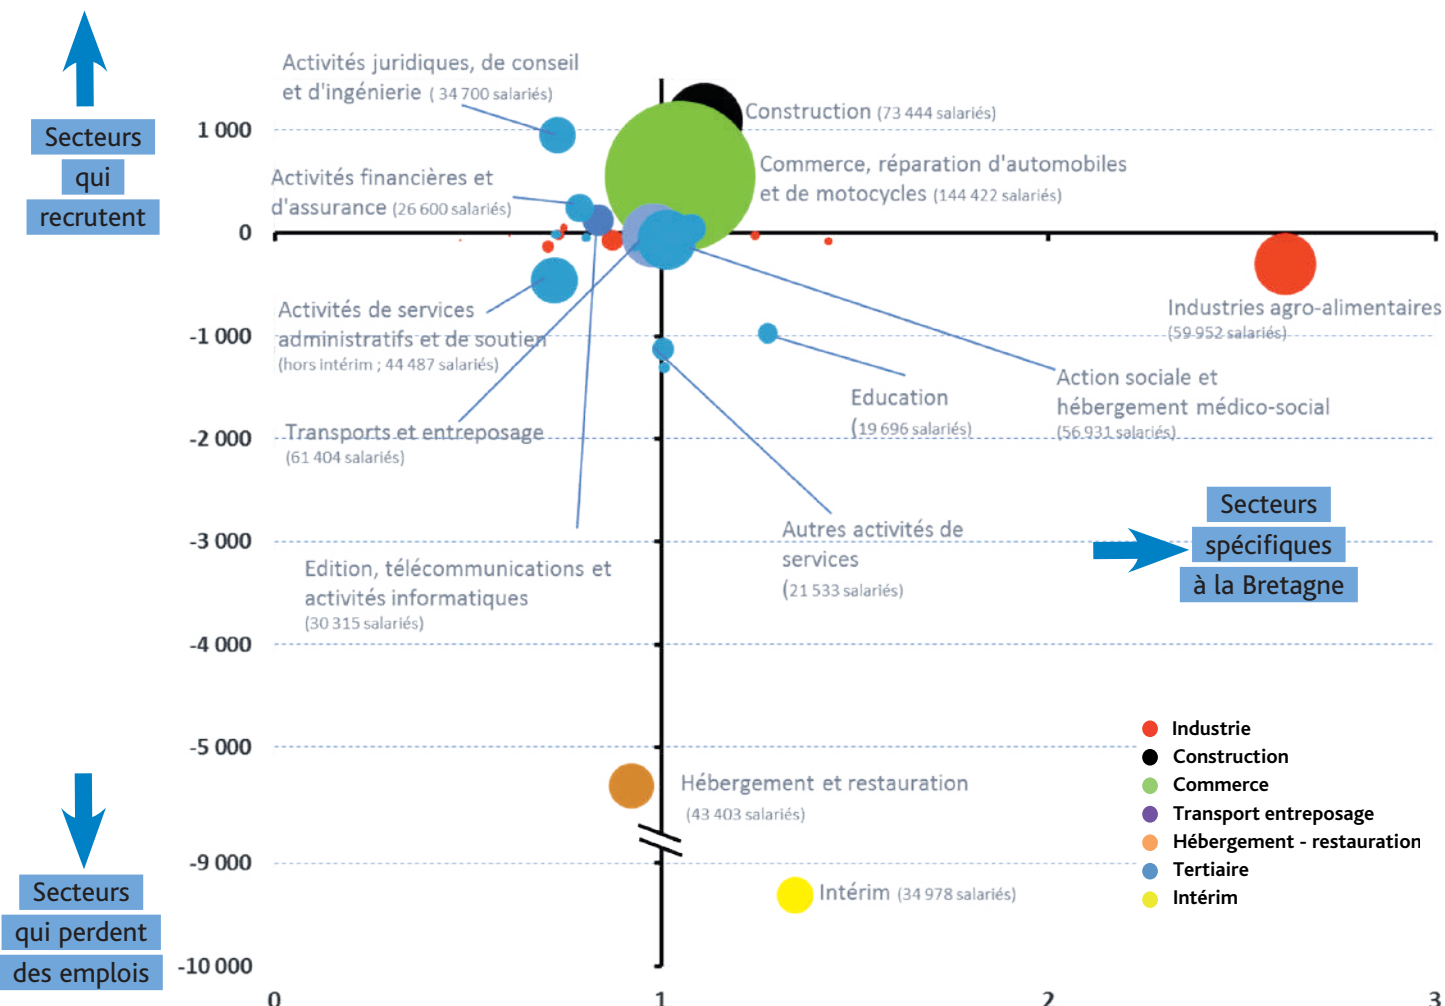 Activités juridiques, de conseil
et d'ingénierie ( 34 700 salariés)
Construction (73 444 salariés)
Secteurs
qui
recrutent
1 000
Commerce, réparation d'automobiles
et de motocycles (144 422 salariés)
Activités financières et
d'assurance (26 600 salariés)
0
Industries agro-alimentaires
(59 952 salariés)
Activités de services
administratifs et de soutien
(hors intérim ; 44 487 salariés)
-1 000
Action sociale et
hébergement médico-social
(56 931 salariés)
Education
(19 696 salariés)
Transports et entreposage
(61 404 salariés)
-2 000
Secteurs
spécifiques
à la Bretagne
Autres activités de
services
(21 533 salariés)
-3 000
Edition, télécommunications et
activités informatiques
(30 315 salariés)
-4 000
-5 000
Industrie
Construction
Commerce
Transport entreposage
Hébergement - restauration
Tertiaire
Intérim
Hébergement et restauration
(43 403 salariés)
-9 000
Intérim (34 978 salariés)
Secteurs
qui perdent
des emplois
-10 000
0
1
2
3